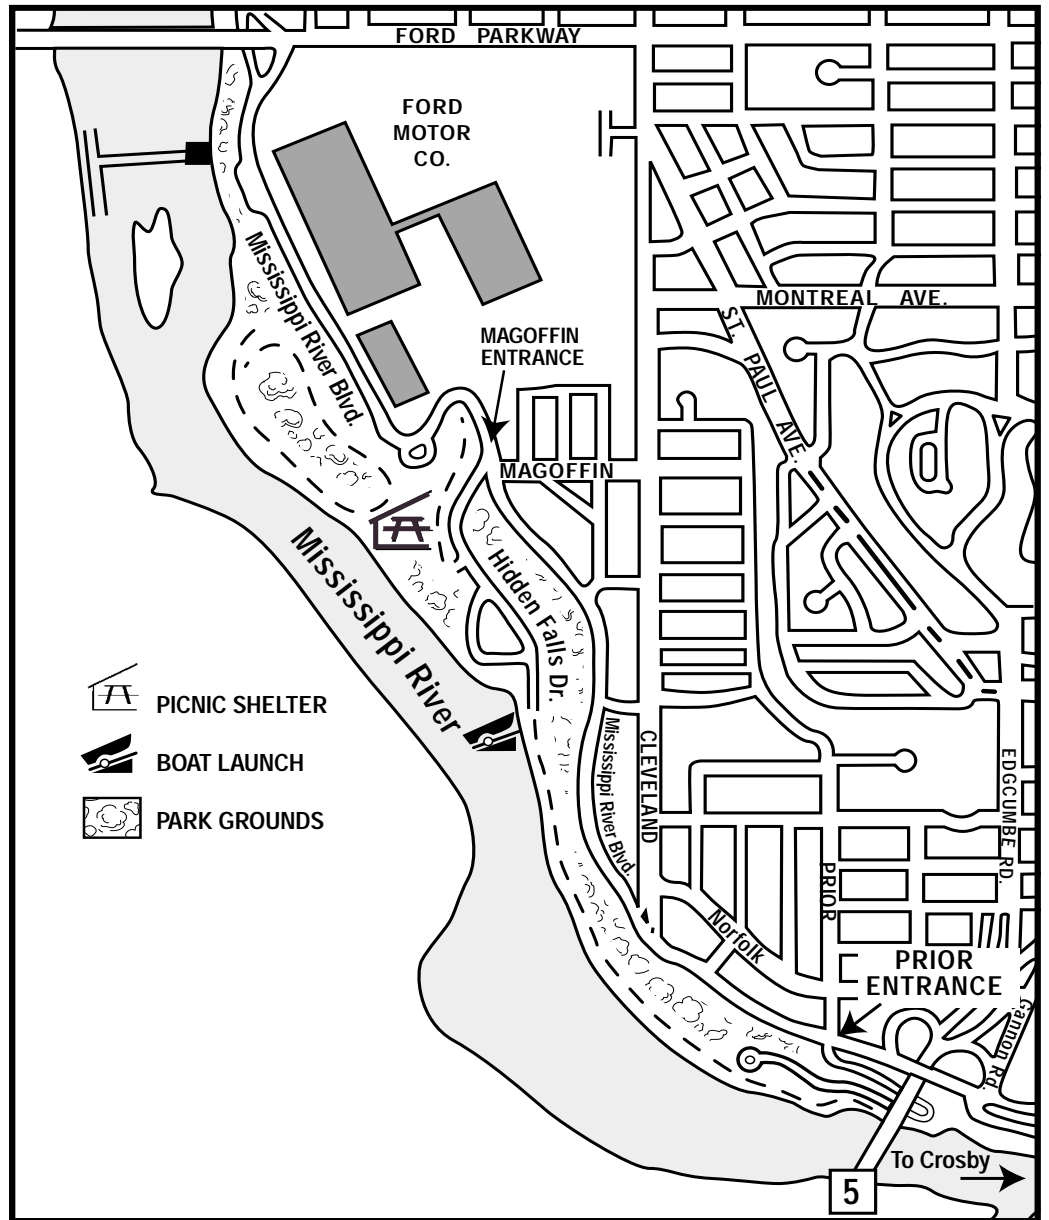 FORD PARKWAY
FORD
MOTOR
CO.
Mississippi River Blvd.
MONTREAL AVE.
ST. PAUL AVE.
MAGOFFIN
ENTRANCE
MAGOFFIN
Mississippi River
Hidden Falls Dr.
PICNIC SHELTER
BOAT LAUNCH
PARK GROUNDS
Mississippi River Blvd.
CLEVELAND
EDGCUMBE RD.
PRIOR
Norfolk
PRIOR
ENTRANCE
Gannon Rd.
To Crosby
5